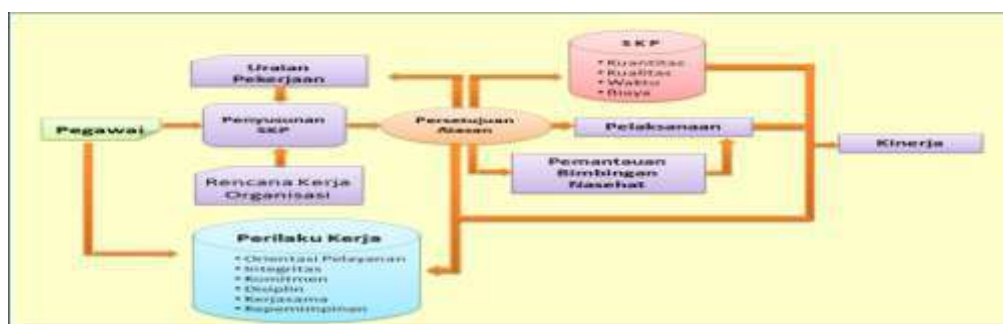 Uraian
Pekerjaan
SKP
• Kuantitas
• Kualitas
• Waktu
• Biaya
Pegawai
Penyusunan
SKP
Persetujuan
Atasan
Pelaksanaan
Kinerja
Pemantauan
Bimbingan
Nasehat
Rencana Kerja
Organisasi
Perilaku Kerja
• Orientasi Pelayanan
• Integritas
• Komitmen
• Disiplin
• Kerjasama
• Kepemimpinan